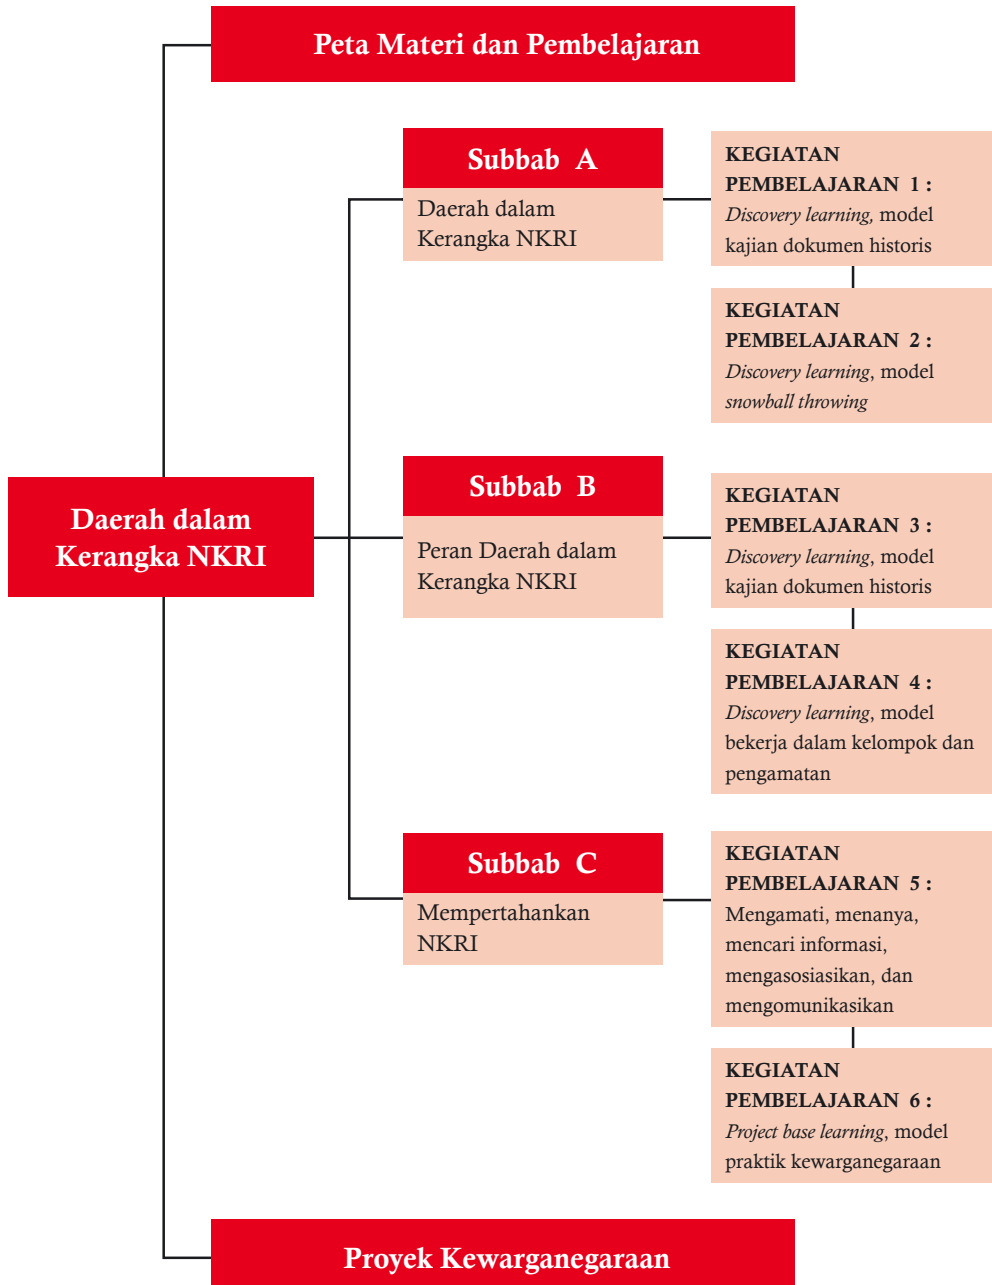 Peta Materi dan Pembelajaran
Subbab A
Daerah dalam
Kerangka NKRI
KEGIATAN
PEMBELAJARAN 1 :
Discovery learning, model
kajian dokumen historis
KEGIATAN
PEMBELAJARAN 2 :
Discovery learning, model
snowball throwing
Daerah dalam
Kerangka NKRI
Subbab B
Peran Daerah dalam
Kerangka NKRI
KEGIATAN
PEMBELAJARAN 3 :
Discovery learning, model
kajian dokumen historis
KEGIATAN
PEMBELAJARAN 4 :
Discovery learning, model
bekerja dalam kelompok dan
pengamatan
Subbab C
Mempertahankan
NKRI
KEGIATAN
PEMBELAJARAN 5 :
Mengamati, menanya,
mencari informasi,
mengasosiasikan, dan
mengomunikasikan
KEGIATAN
PEMBELAJARAN 6 :
Project base learning, model
praktik kewarganegaraan
Proyek Kewarganegaraan